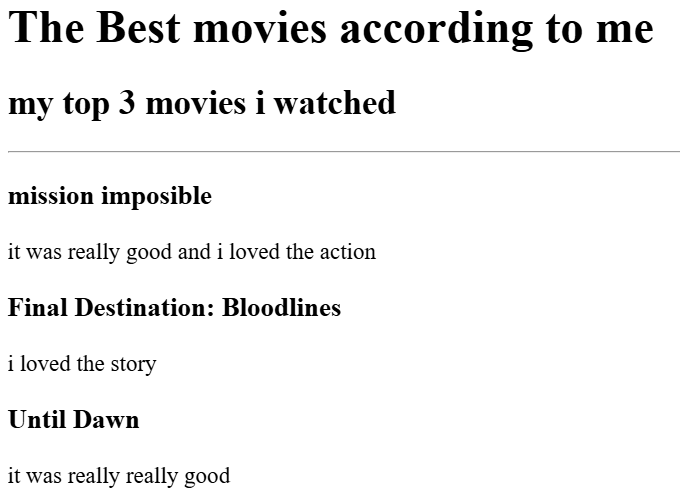 The Best movies according to me
my top 3 movies i watched
mission imposible
it was really good and i loved the action
Final Destination: Bloodlines
i loved the story
Until Dawn
it was really really good